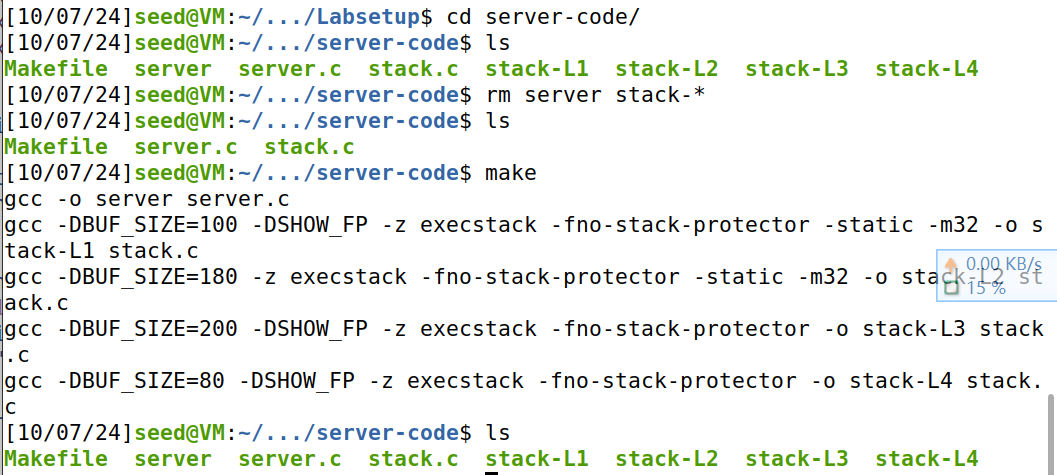 [10/07/24]seed@VM:~/.../Labsetup$ cd server-code/
[10/07/24]seed@VM:~/.../server-code$ ls
Makefile  server  server.c  stack.c  stack-L1  stack-L2  stack-L3  stack-L4
[10/07/24]seed@VM:~/.../server-code$ rm server stack-*
[10/07/24]seed@VM:~/.../server-code$ ls
Makefile  server.c  stack.c
[10/07/24]seed@VM:~/.../server-code$ make
gcc -o server server.c
gcc -DBUF_SIZE=100 -DSHOW_FP -z execstack -fno-stack-protector -static -m32 -o s
tack-L1 stack.c
gcc -DBUF_SIZE=180 -z execstack -fno-stack-protector -static -m32 -o stack-L2 st
ack.c
0.00 KB/s
15 %
gcc -DBUF_SIZE=200 -DSHOW_FP -z execstack -fno-stack-protector -o stack-L3 stack
.c
gcc -DBUF_SIZE=80 -DSHOW_FP -z execstack -fno-stack-protector -o stack-L4 stack.
c
[10/07/24]seed@VM:~/.../server-code$ ls
Makefile  server  server.c  stack.c  stack-L1  stack-L2  stack-L3  stack-L4